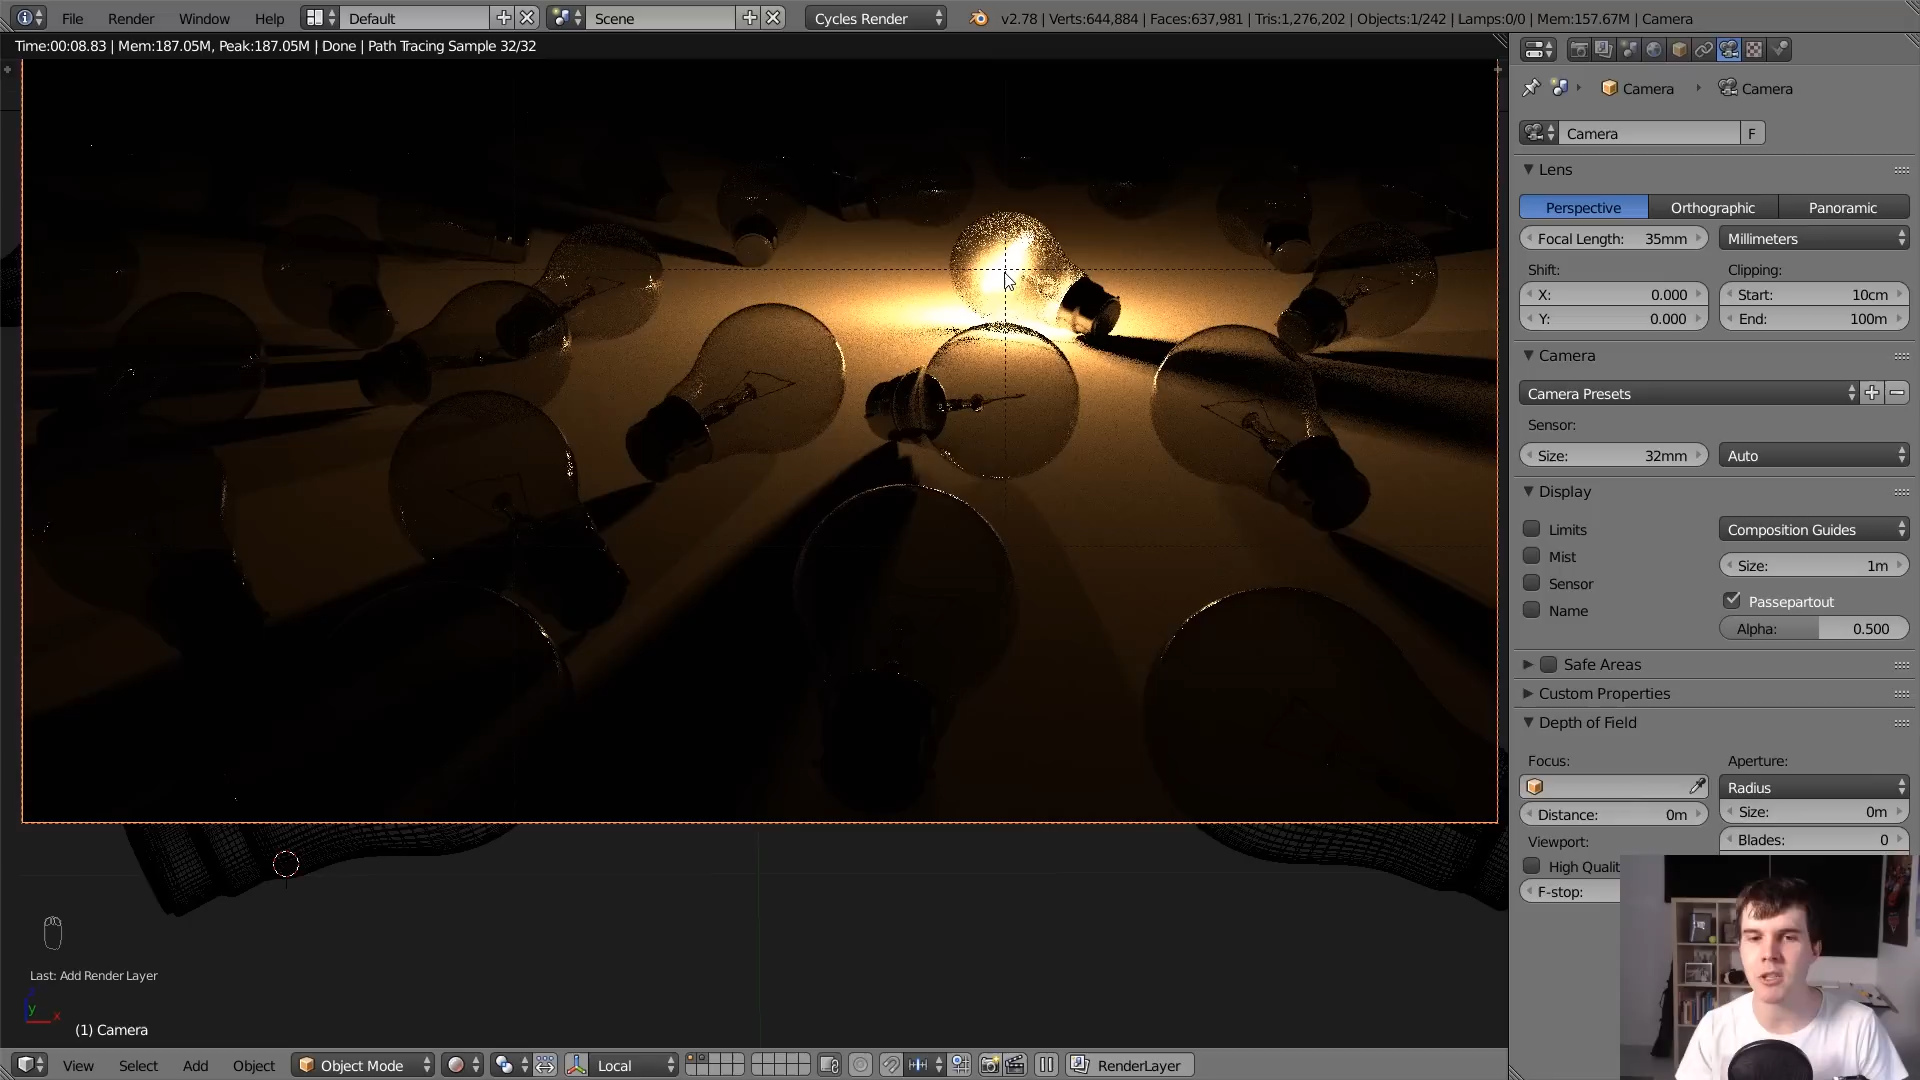 File Render Window Help Default Scene Cycles Render v2.78 | Verts:644,884 | Faces:637,981 | Tris:1,276,202 | Objects:1/242 | Lamps:0/0 | Mem:157.67M | Camera
Time:00:08.83 | Mem:187.05M, Peak:187.05M | Done | Path Tracing Sample 32/32
Camera Camera
Camera F
Lens
Perspective Orthographic Panoramic
Focal Length: 35mm Millimeters
Shift: Clipping:
X: 0.000 Start: 10cm
Y: 0.000 End: 100m
Camera
Camera Presets
Sensor:
Size: 32mm Auto
Display
Limits Composition Guides
Mist Size: 1m
Sensor Passepartout
Name Alpha: 0.500
Safe Areas
Custom Properties
Depth of Field
Focus: Aperture:
Radius
Distance: 0m Size: 0m
Viewport: Blades: 0
High Qualit
F-stop:
Last: Add Render Layer
z
y
x
(1) Camera
View Select Add Object Object Mode Local RenderLayer